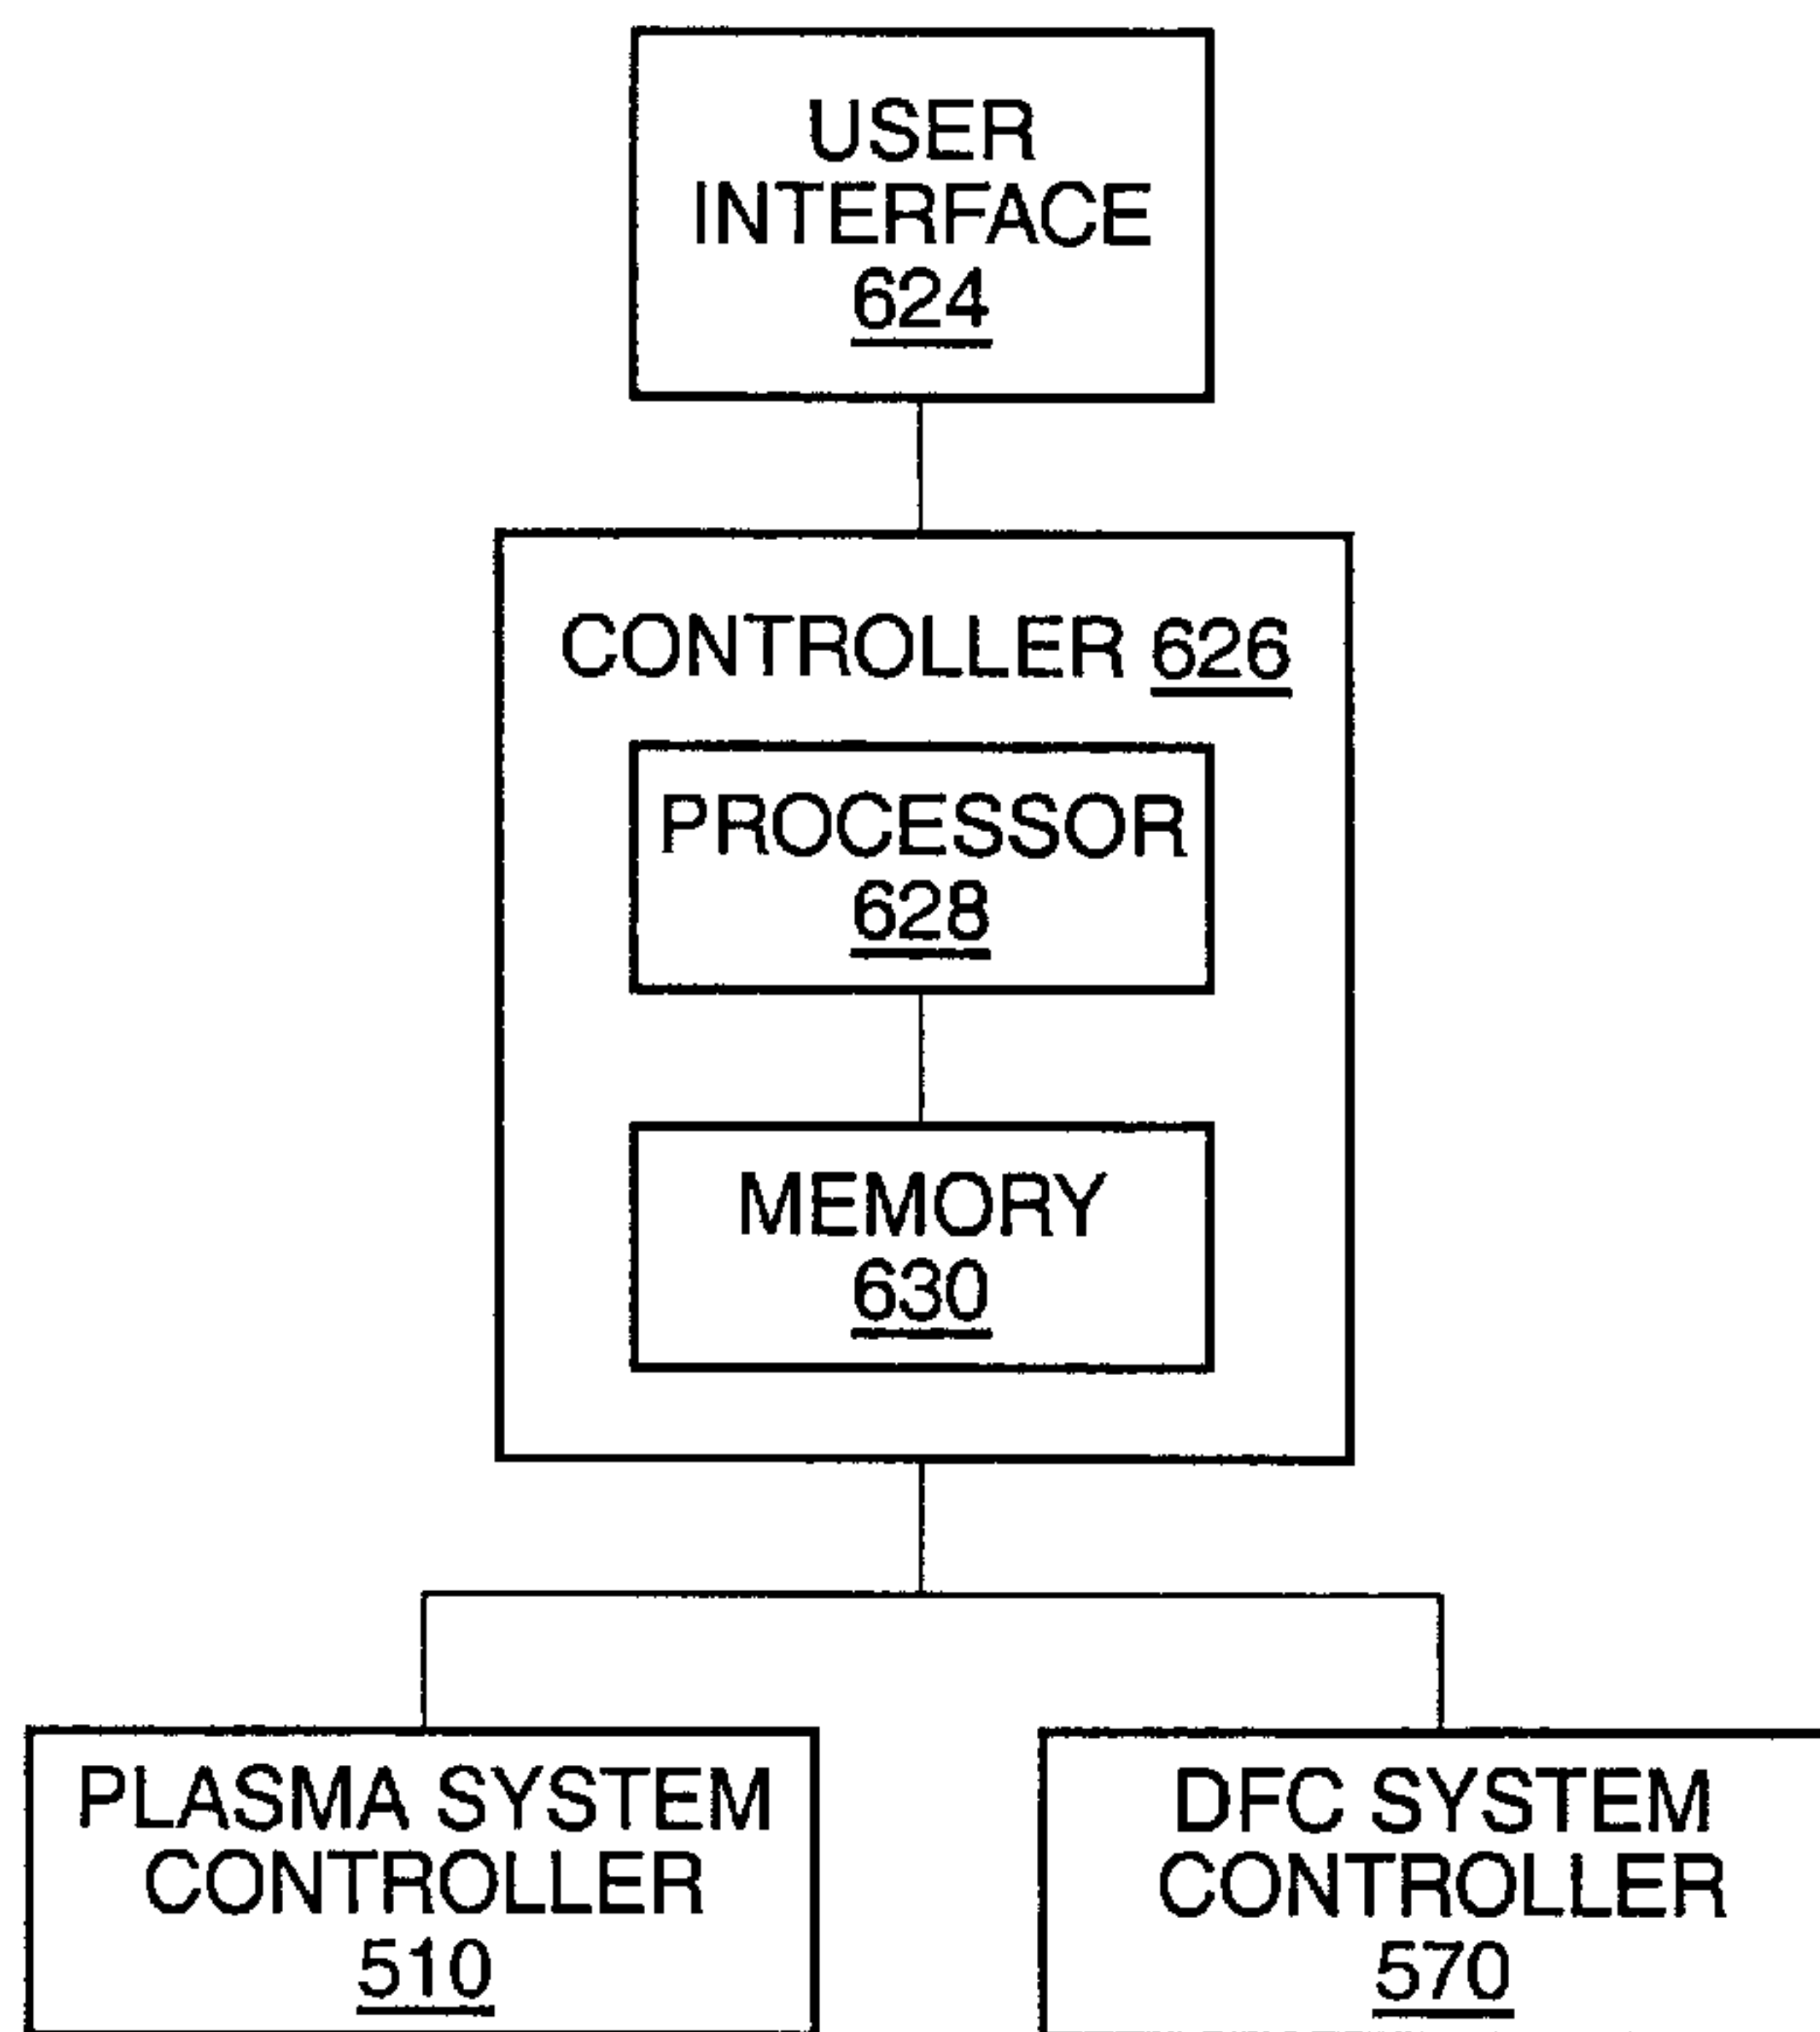 USER
INTERFACE
624
CONTROLLER 626
PROCESSOR
628
MEMORY
630
PLASMA SYSTEM
CONTROLLER
510
DFC SYSTEM
CONTROLLER
570